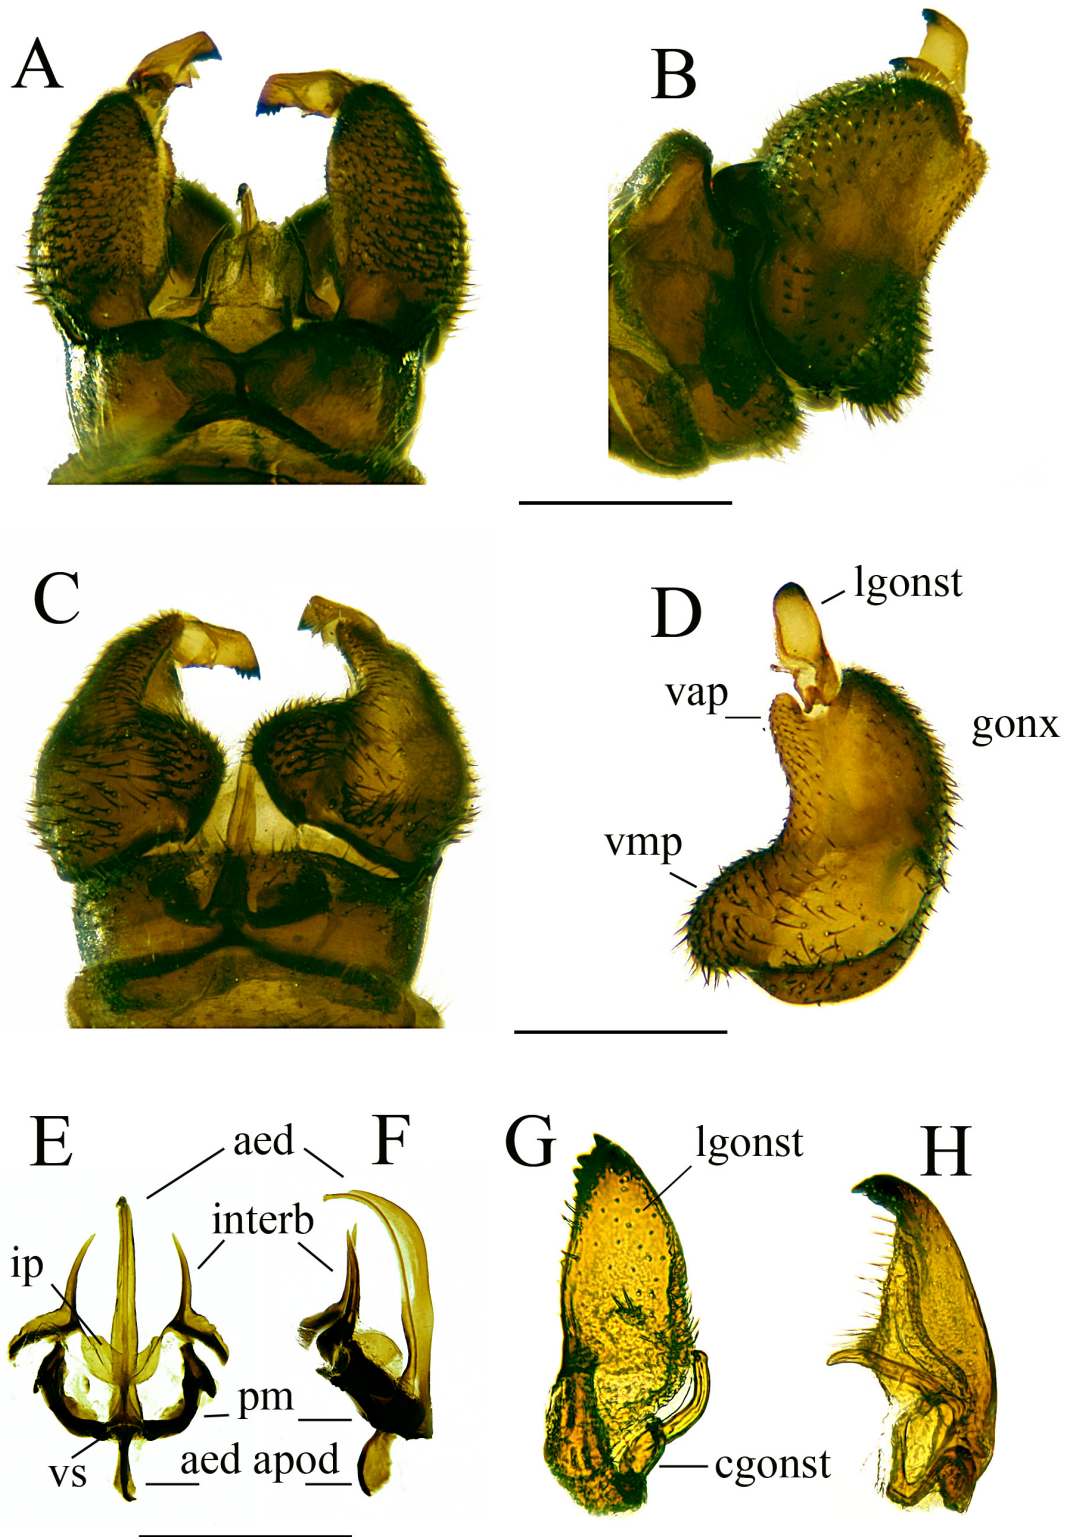 A
B
C
D
lgonst
vap
gonx
vmp
E
aed
F
G
lgonst
H
interb
ip
pm
vs
aed apod
cgonst